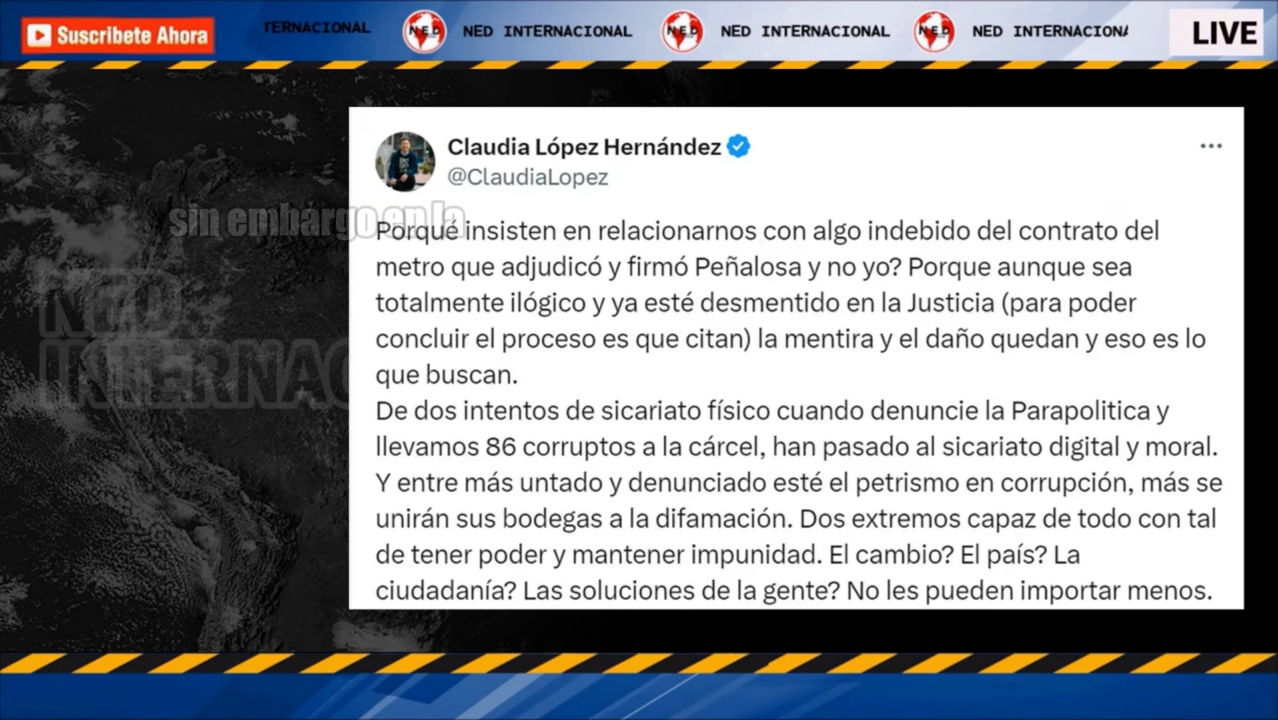 Suscribete Ahora
TERNACIONAL NED NED INTERNACIONAL NED NED INTERNACIONAL NED NED INTERNACIONA
LIVE
Claudia López Hernández
@ClaudiaLopez
sin embargo en la
Porqué insisten en relacionarnos con algo indebido del contrato del
metro que adjudicó y firmó Peñalosa y no yo? Porque aunque sea
totalmente ilógico y ya esté desmentido en la Justicia (para poder
concluir el proceso es que citan) la mentira y el daño quedan y eso es lo
que buscan.
De dos intentos de sicariato físico cuando denuncie la Parapolitica y
llevamos 86 corruptos a la cárcel, han pasado al sicariato digital y moral.
Y entre más untado y denunciado esté el petrismo en corrupción, más se
unirán sus bodegas a la difamación. Dos extremos capaz de todo con tal
de tener poder y mantener impunidad. El cambio? El país? La
ciudadanía? Las soluciones de la gente? No les pueden importar menos.
NED
INTERNAC